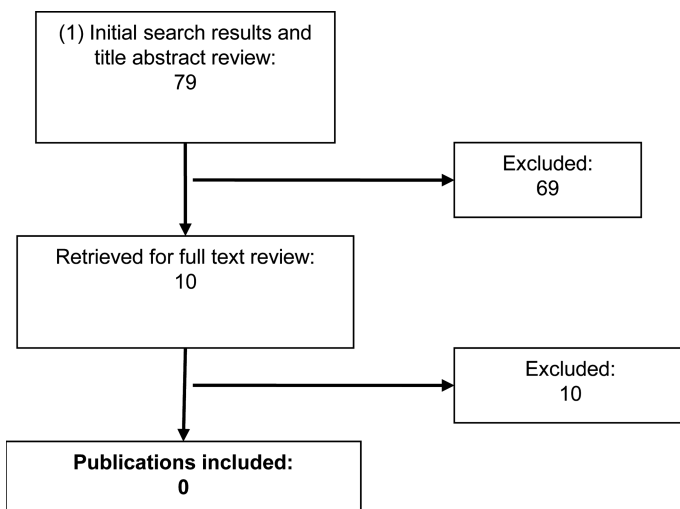 (1) Initial search results and
title abstract review:
79
Excluded:
69
Retrieved for full text review:
10
Excluded:
10
Publications included:
0